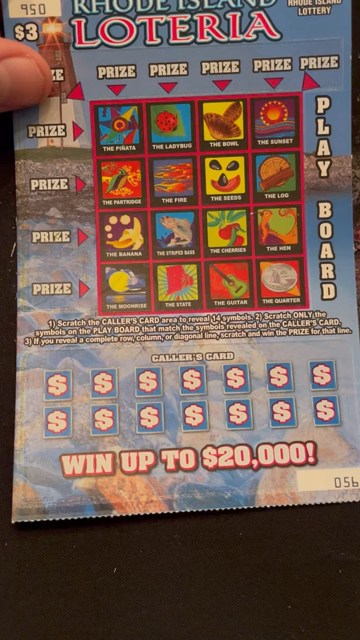 950
RHODE ISLAND
RHODE ISLAND
LOTTERY
$3
LOTERIA
PRIZE PRIZE PRIZE PRIZE PRIZE
PRIZE
THE PIÑATA THE LADYBUG THE BOWL THE SUNSET
PRIZE
THE PARTRIDGE THE FIRE THE SEEDS THE LOG
PRIZE
THE BANANA THE STRIPED BASS THE CHERRIES THE HEN
PRIZE
THE MOONRISE THE STATE THE GUITAR THE QUARTER
PLAY BOARD
1) Scratch the CALLER'S CARD area to reveal 14 symbols. 2) Scratch ONLY the
symbols on the PLAY BOARD that match the symbols revealed on the CALLER'S CARD.
3) If you reveal a complete row, column, or diagonal line, scratch and win the PRIZE for that line.
CALLER'S CARD
$ $ $ $ $ $ $
$ $ $ $ $ $ $
WIN UP TO $20,000!
056